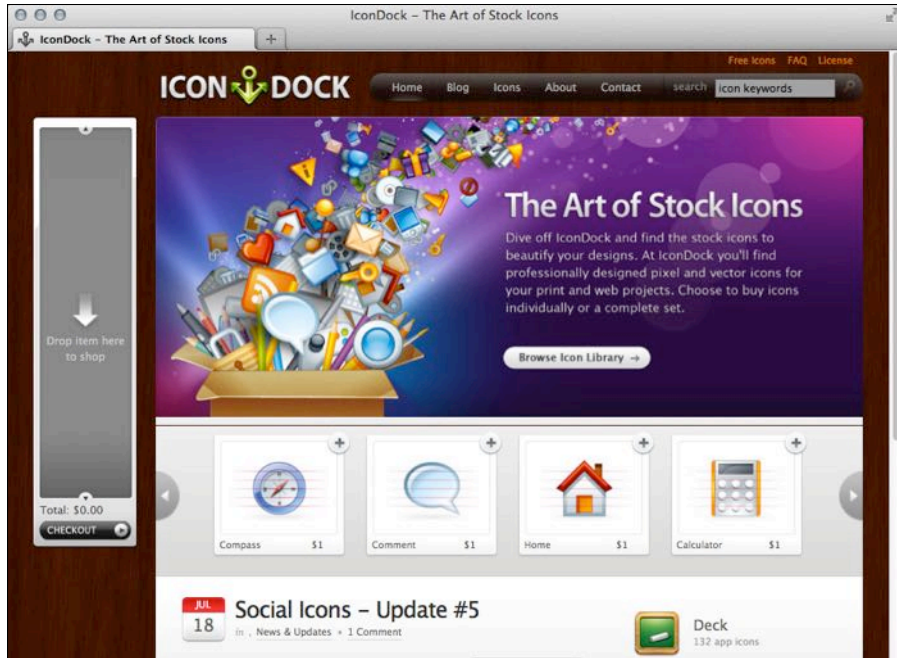 IconDock – The Art of Stock Icons
IconDock – The Art of Stock Icons
Free Icons FAQ License
ICON DOCK
Home Blog Icons About Contact search icon keywords
Drop item here
to shop
Total: $0.00
CHECKOUT
The Art of Stock Icons
Dive off IconDock and find the stock icons to
beautify your designs. At IconDock you'll find
professionally designed pixel and vector icons for
your print and web projects. Choose to buy icons
individually or a complete set.
Browse Icon Library →
Compass $1
Comment $1
Home $1
Calculator $1
JUL
18
Social Icons – Update #5
in , News & Updates • 1 Comment
Deck
132 app icons